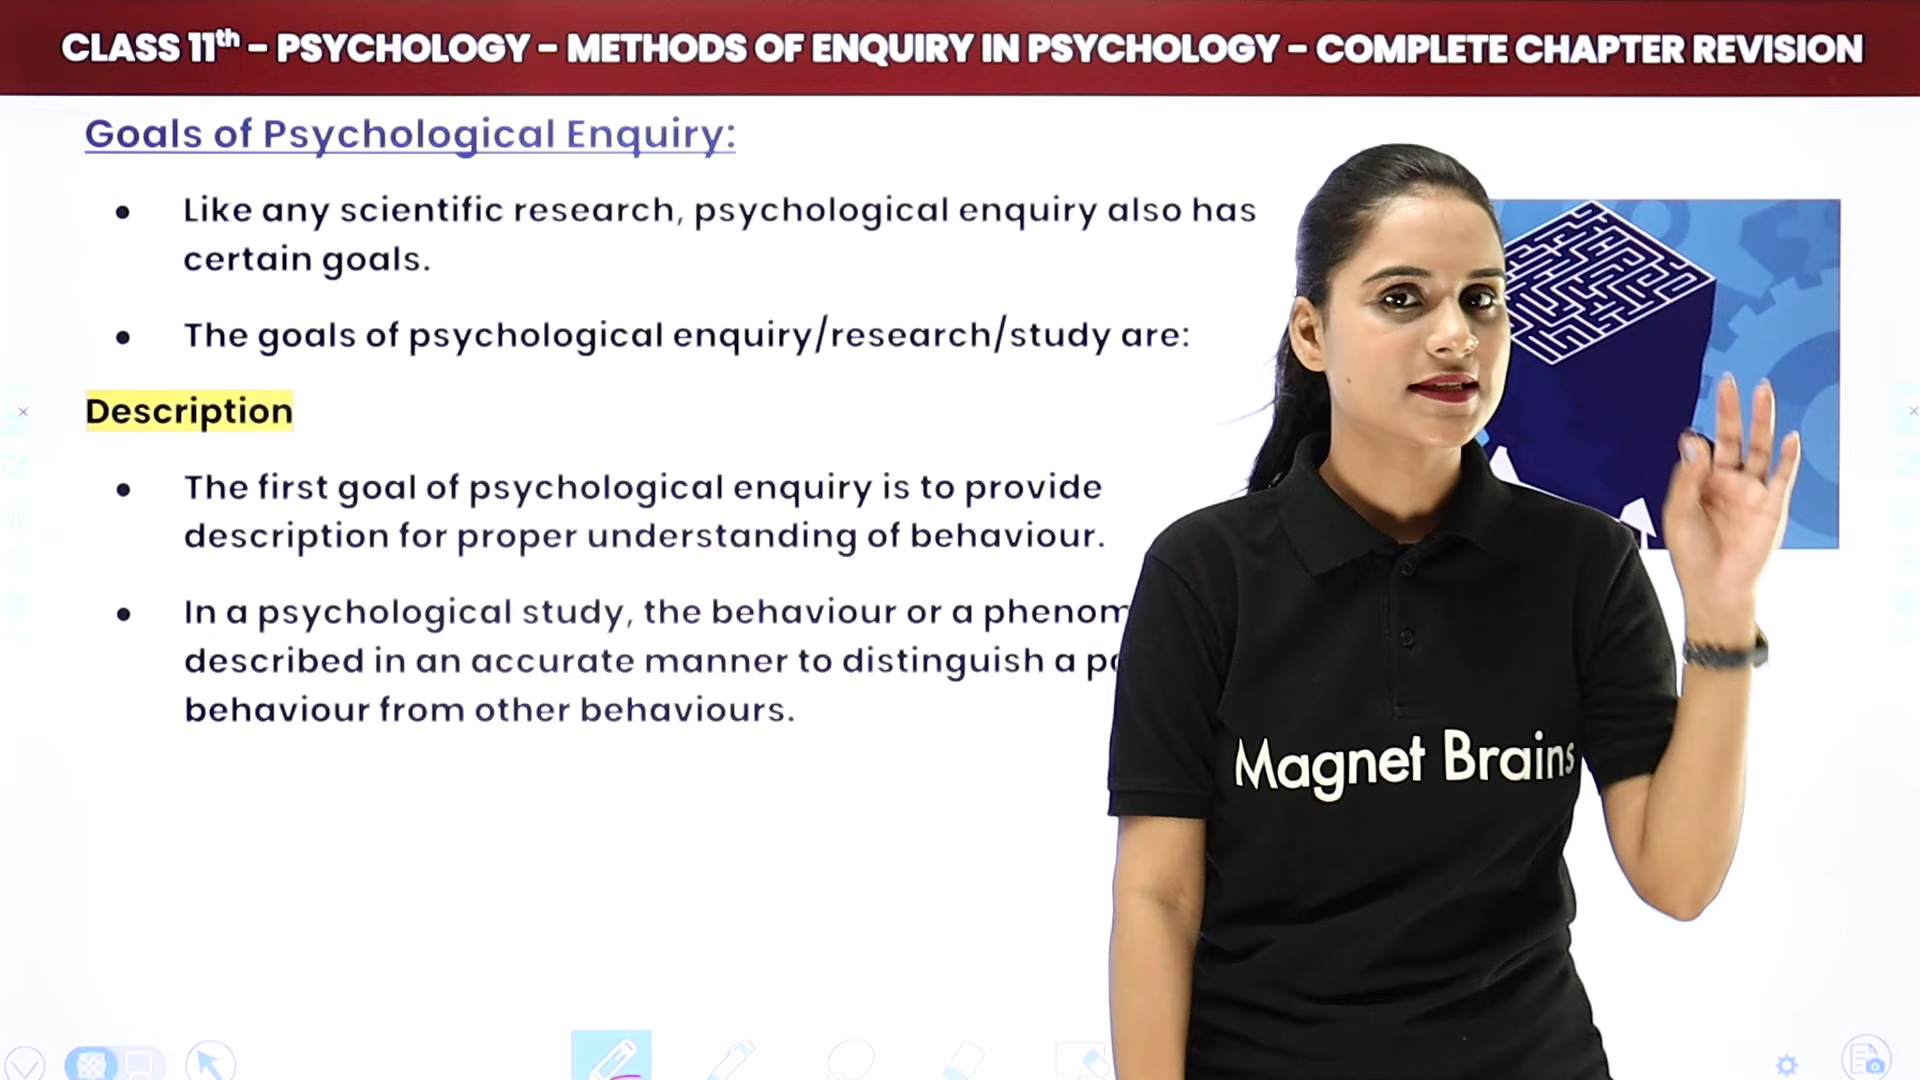 CLASS 11th – PSYCHOLOGY – METHODS OF ENQUIRY IN PSYCHOLOGY – COMPLETE CHAPTER REVISION
Goals of Psychological Enquiry:
• Like any scientific research, psychological enquiry also has
certain goals.
• The goals of psychological enquiry/research/study are:
Description
• The first goal of psychological enquiry is to provide
description for proper understanding of behaviour.
• In a psychological study, the behaviour or a
described in an accurate manner to distinguish a
behaviour from other behaviours.
Magnet Brains